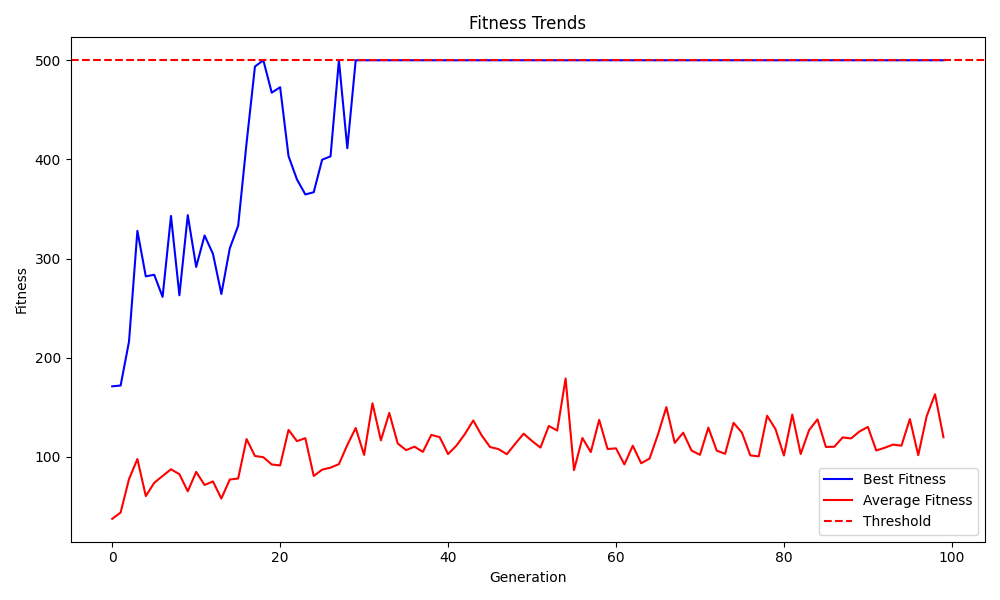 Fitness Trends
500
400
300
200
100
Fitness
0 20 40 60 80 100
Generation
Best Fitness
Average Fitness
Threshold